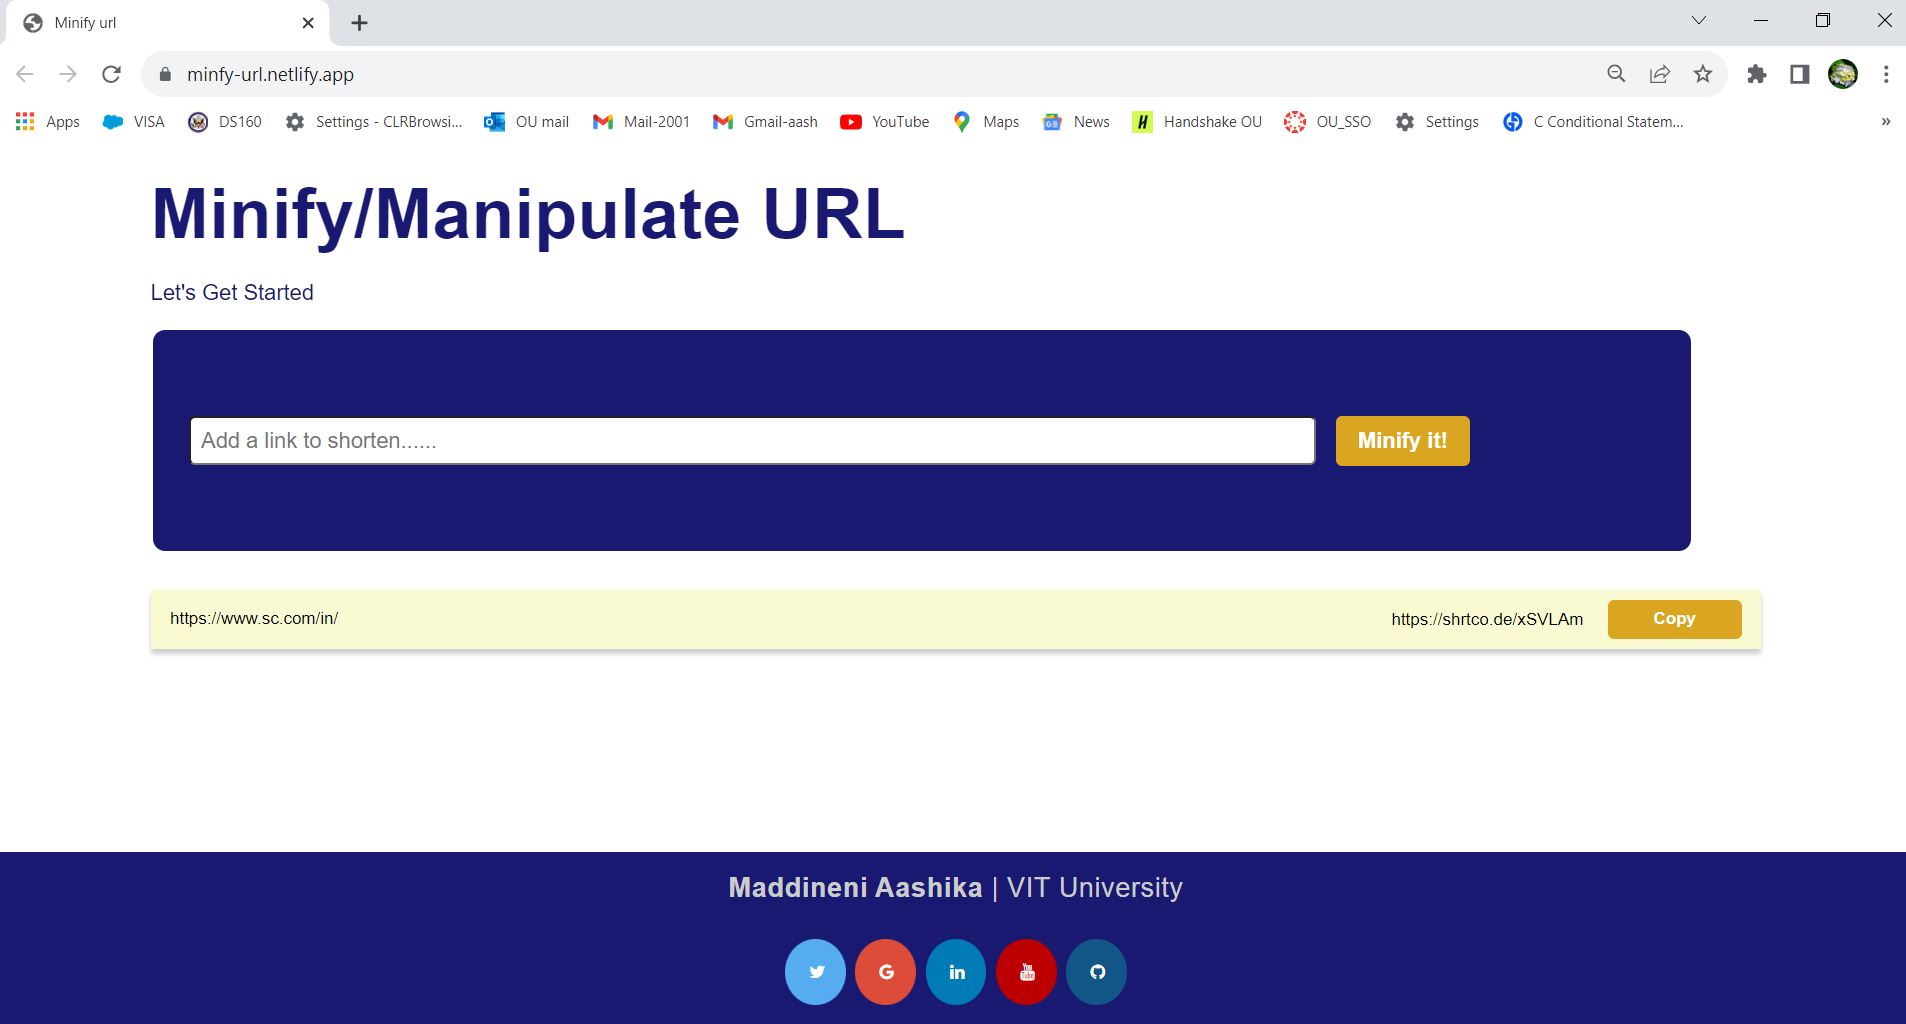 Minify url
minfy-url.netlify.app
Apps VISA DS160 Settings - CLRBrowsi... OU mail Mail-2001 Gmail-aash YouTube Maps News Handshake OU OU_SSO Settings C Conditional Statem... »
Minify/Manipulate URL
Let's Get Started
Add a link to shorten...... Minify it!
https://www.sc.com/in/ https://shrtco.de/xSVLAm Copy
Maddineni Aashika | VIT University